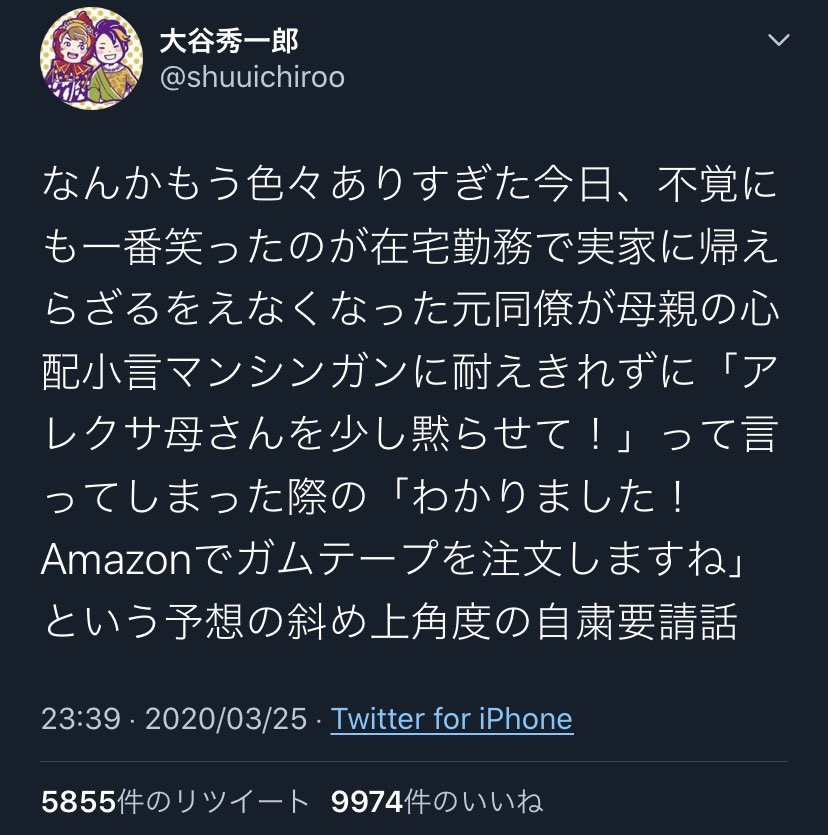 大谷秀一郎
@shuuichiroo
なんかもう色々ありすぎた今日、不覚に
も一番笑ったのが在宅勤務で実家に帰え
らざるをえなくなった元同僚が母親の心
配小言マンシンガンに耐えきれずに「ア
レクサ母さんを少し黙らせて！」って言
ってしまった際の「わかりました！
Amazonでガムテープを注文しますね」
という予想の斜め上角度の自粛要請話
23:39 · 2020/03/25 · Twitter for iPhone
5855件のリツイート 9974件のいいね